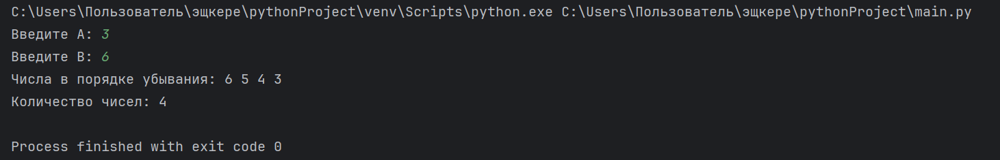 C:\Users\Пользователь\эщкере\pythonProject\venv\Scripts\python.exe C:\Users\Пользователь\эщкере\pythonProject\main.py
Введите A: 3
Введите B: 6
Числа в порядке убывания: 6 5 4 3
Количество чисел: 4
Process finished with exit code 0